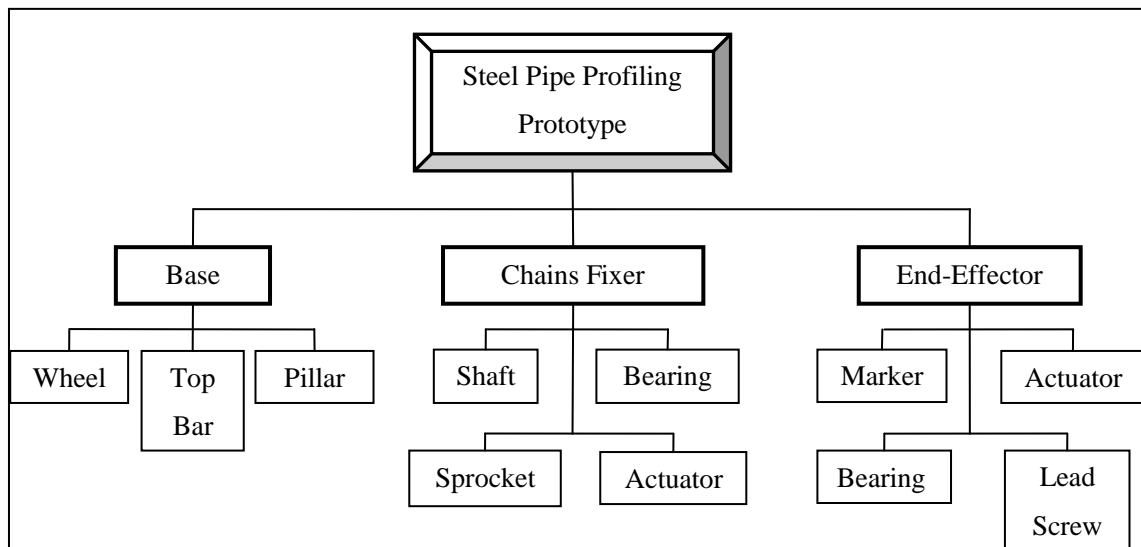 Steel Pipe Profiling
Prototype
Base
Chains Fixer
End-Effector
Wheel
Top
Bar
Pillar
Shaft
Bearing
Sprocket
Actuator
Marker
Actuator
Bearing
Lead
Screw